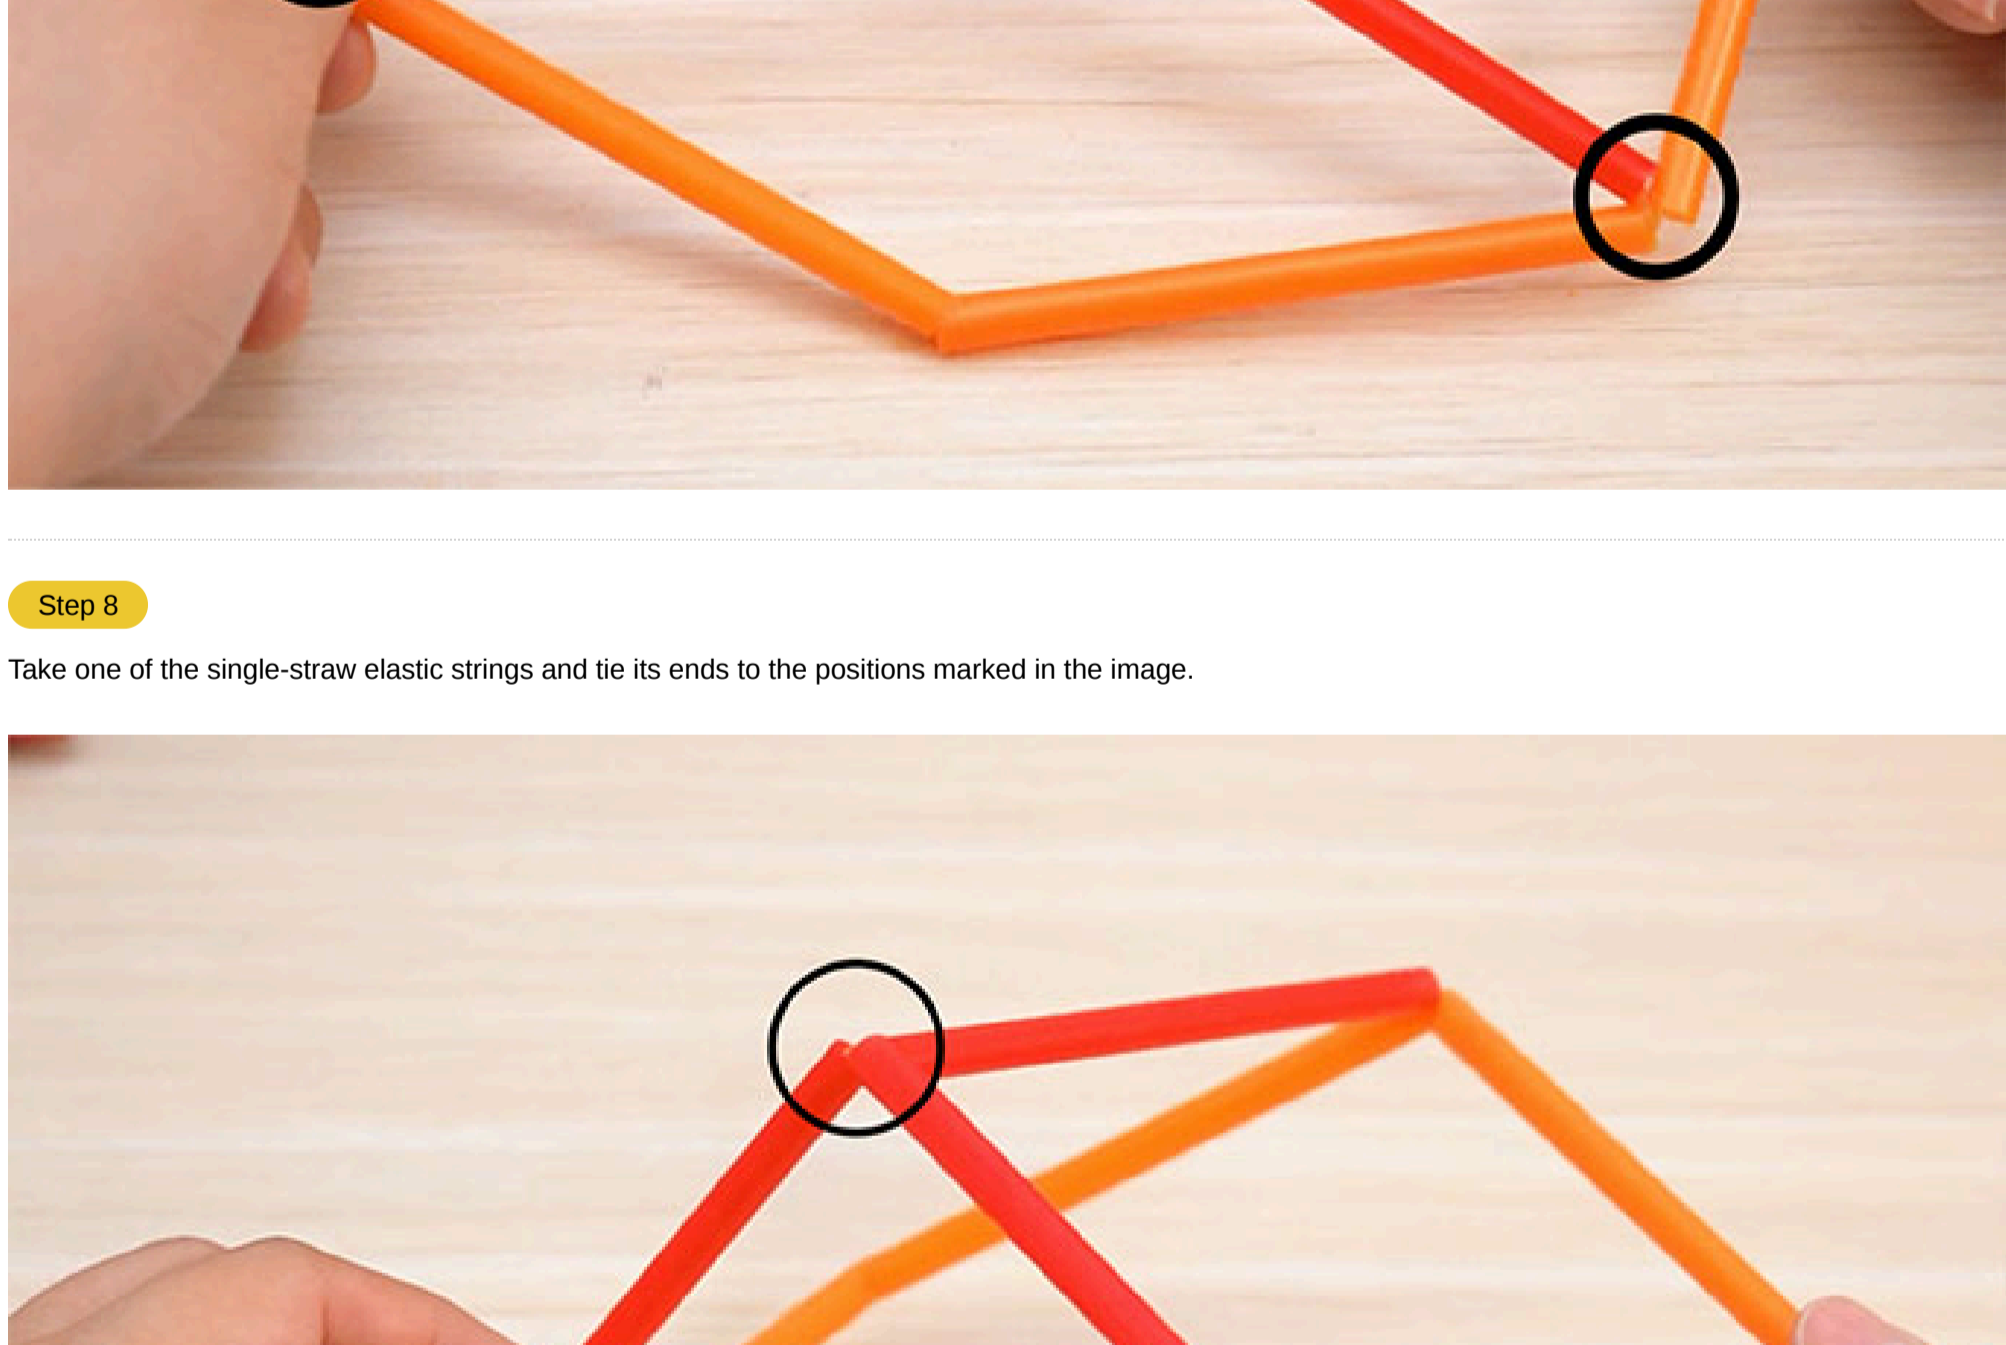 Step 8
Take one of the single-straw elastic strings and tie its ends to the positions marked in the image.